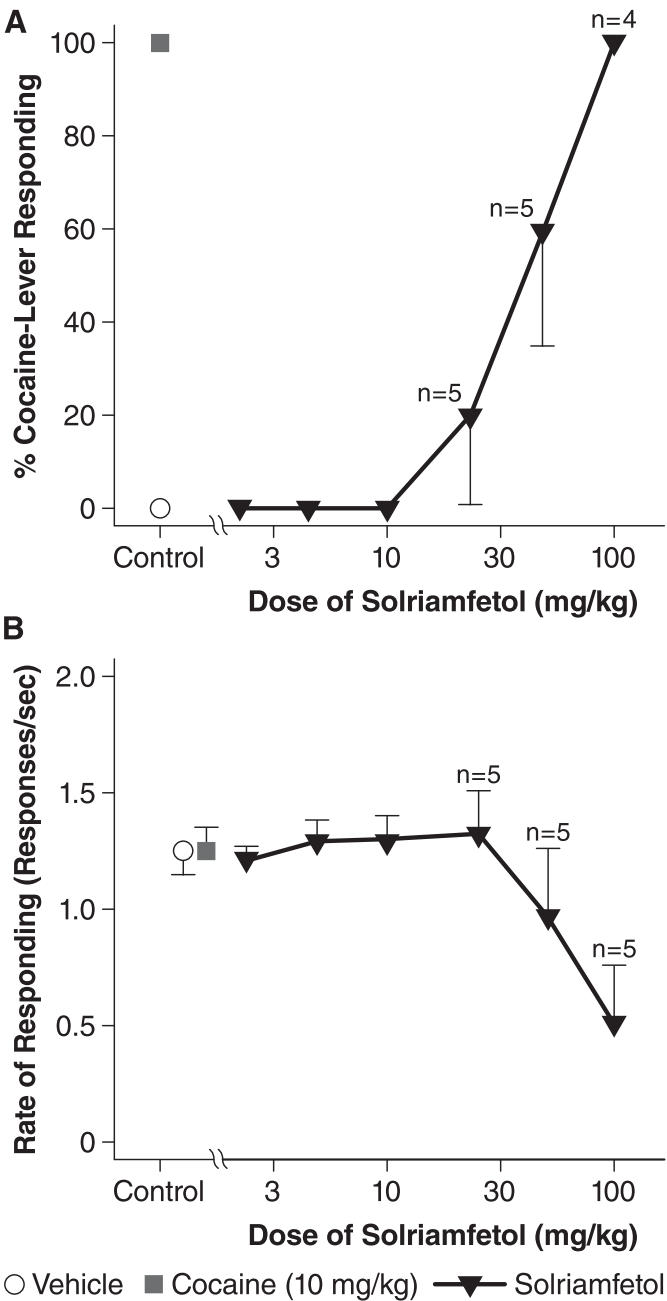 A
n=4
100
80
n=5
60
40
n=5
20
0
% Cocaine-Lever Responding
Control 3 10 30 100
Dose of Solriamfetol (mg/kg)
B
2.0
n=5
1.5
n=5
1.0
n=5
0.5
0
Rate of Responding (Responses/sec)
Control 3 10 30 100
Dose of Solriamfetol (mg/kg)
Vehicle Cocaine (10 mg/kg) Solriamfetol